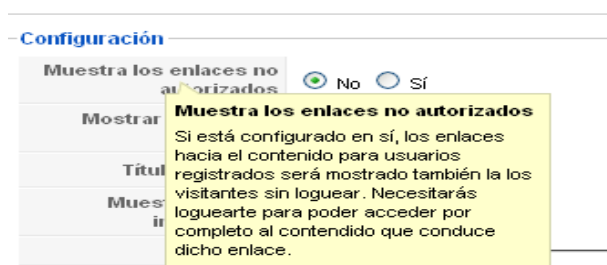 Configuración
Muestra los enlaces no
autorizados
No
Sí
Mostrar
Muestra los enlaces no autorizados
Si está configurado en sí, los enlaces
hacia el contenido para usuarios
registrados será mostrado también la los
visitantes sin loguear. Necesitarás
loguearte para poder acceder por
completo al contendido que conduce
dicho enlace.